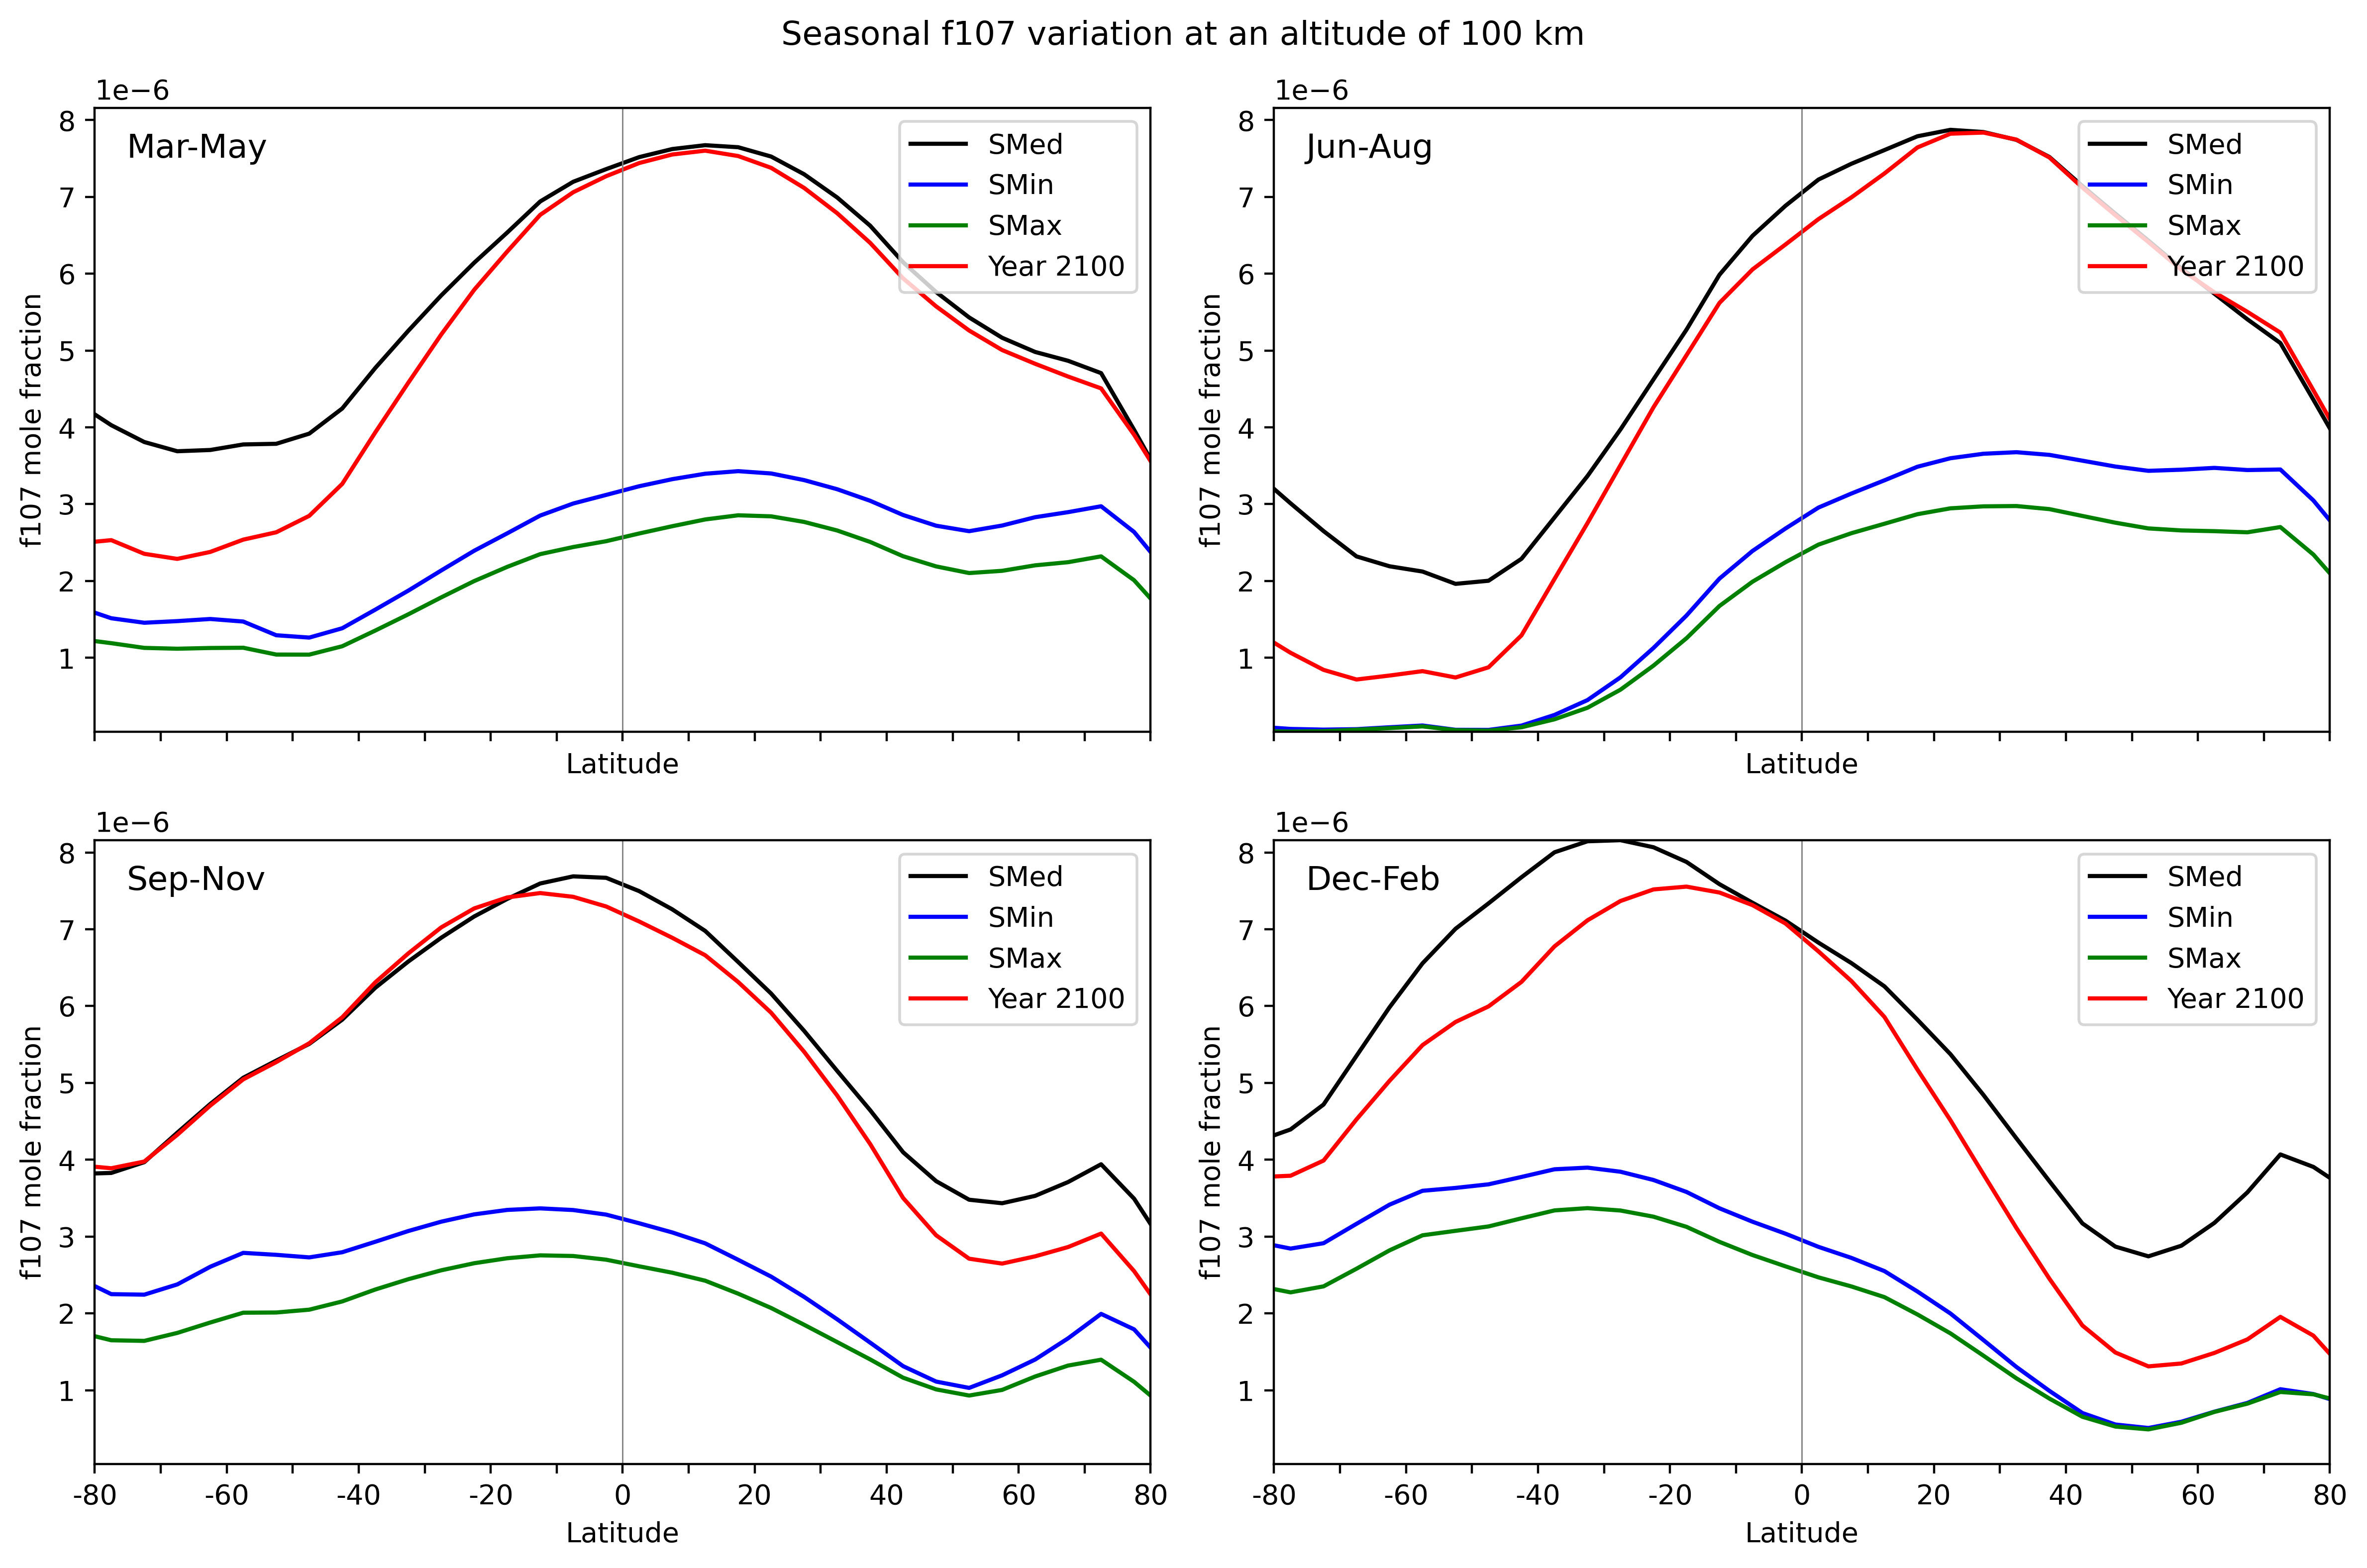 Seasonal f107 variation at an altitude of 100 km
1e−6
Mar-May
8
7
6
5
4
3
2
1
f107 mole fraction
Latitude
SMed
SMin
SMax
Year 2100
1e−6
Jun-Aug
8
7
6
5
4
3
2
1
f107 mole fraction
Latitude
SMed
SMin
SMax
Year 2100
1e−6
Sep-Nov
8
7
6
5
4
3
2
1
f107 mole fraction
-80 -60 -40 -20 0 20 40 60 80
Latitude
SMed
SMin
SMax
Year 2100
1e−6
Dec-Feb
8
7
6
5
4
3
2
1
f107 mole fraction
-80 -60 -40 -20 0 20 40 60 80
Latitude
SMed
SMin
SMax
Year 2100